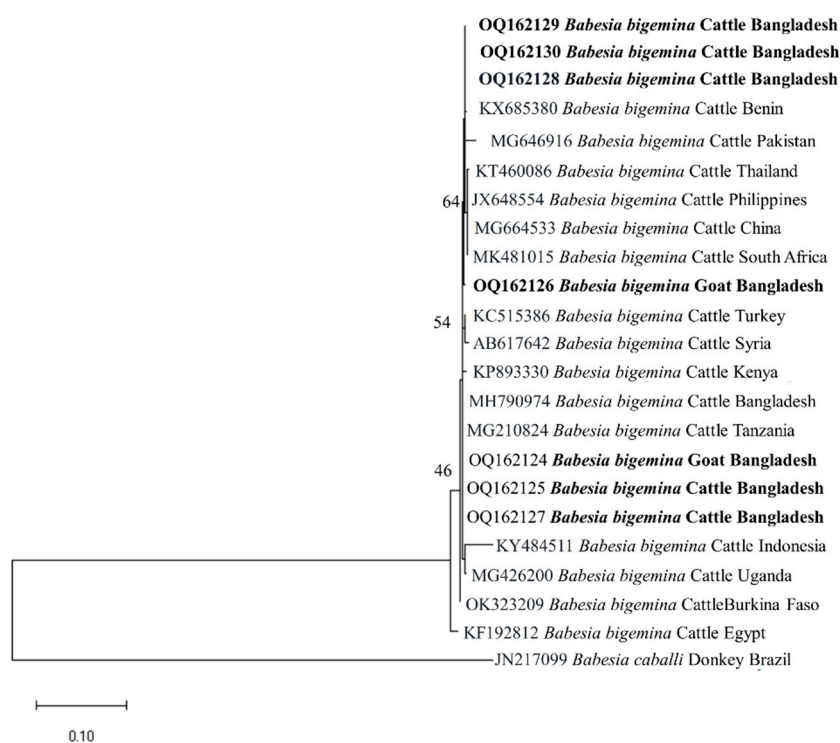 OQ162129 Babesia bigemina Cattle Bangladesh
OQ162130 Babesia bigemina Cattle Bangladesh
OQ162128 Babesia bigemina Cattle Bangladesh
KX685380 Babesia bigemina Cattle Benin
MG646916 Babesia bigemina Cattle Pakistan
KT460086 Babesia bigemina Cattle Thailand
64 JX648554 Babesia bigemina Cattle Philippines
MG664533 Babesia bigemina Cattle China
MK481015 Babesia bigemina Cattle South Africa
OQ162126 Babesia bigemina Goat Bangladesh
KC515386 Babesia bigemina Cattle Turkey
54
AB617642 Babesia bigemina Cattle Syria
KP893330 Babesia bigemina Cattle Kenya
MH790974 Babesia bigemina Cattle Bangladesh
MG210824 Babesia bigemina Cattle Tanzania
OQ162124 Babesia bigemina Goat Bangladesh
46
OQ162125 Babesia bigemina Cattle Bangladesh
OQ162127 Babesia bigemina Cattle Bangladesh
KY484511 Babesia bigemina Cattle Indonesia
MG426200 Babesia bigemina Cattle Uganda
OK323209 Babesia bigemina CattleBurkina Faso
KF192812 Babesia bigemina Cattle Egypt
JN217099 Babesia caballi Donkey Brazil
0.10